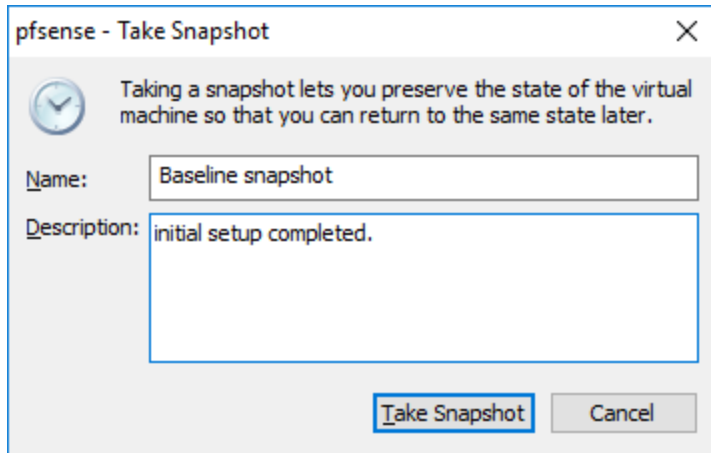 pfsense - Take Snapshot
Taking a snapshot lets you preserve the state of the virtual
machine so that you can return to the same state later.
Name:
Baseline snapshot
Description:
initial setup completed.
Take Snapshot
Cancel